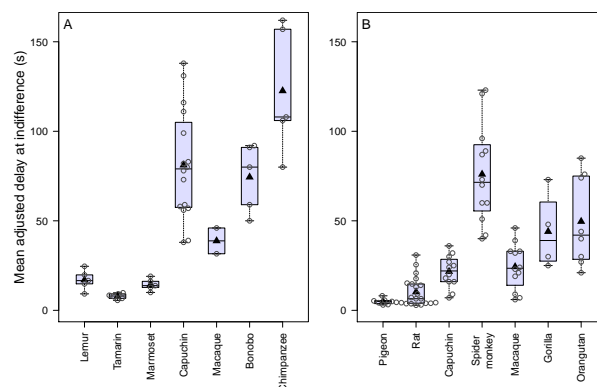 A
B
Mean adjusted delay at indifference (s)
150
100
50
0
150
100
50
0
Lemur
Tamarin
Marmoset
Capuchin
Macaque
Bonobo
Chimpanzee
Pigeon
Rat
Capuchin
Spider
monkey
Macaque
Gorilla
Orangutan